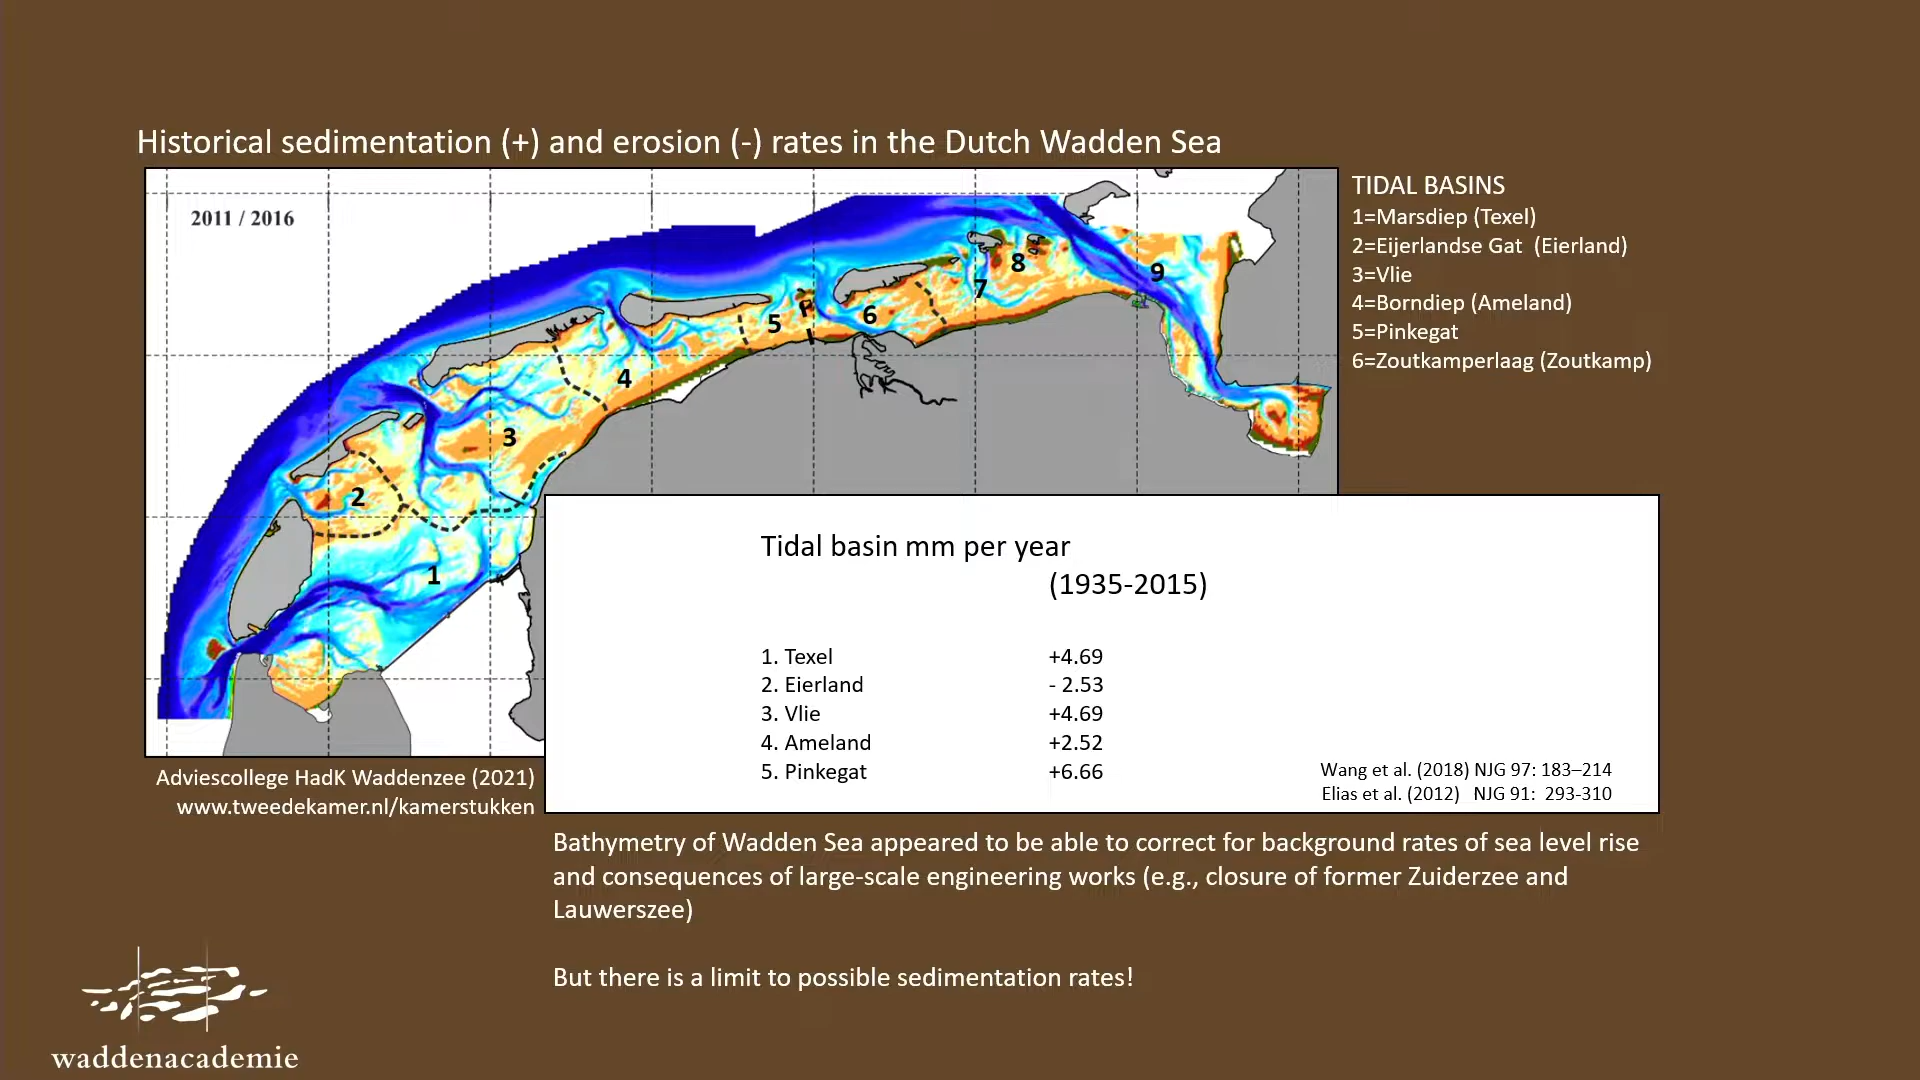 Historical sedimentation (+) and erosion (-) rates in the Dutch Wadden Sea
2011 / 2016
1
2
3
4
5
6
7
8
9
TIDAL BASINS
1=Marsdiep (Texel)
2=Eijerlandse Gat (Eierland)
3=Vlie
4=Borndiep (Ameland)
5=Pinkegat
6=Zoutkamperlaag (Zoutkamp)
Tidal basin mm per year
(1935-2015)
1. Texel +4.69
2. Eierland - 2.53
3. Vlie +4.69
4. Ameland +2.52
5. Pinkegat +6.66
Wang et al. (2018) NJG 97: 183–214
Elias et al. (2012) NJG 91: 293-310
Adviescollege HadK Waddenzee (2021)
www.tweedekamer.nl/kamerstukken
Bathymetry of Wadden Sea appeared to be able to correct for background rates of sea level rise
and consequences of large-scale engineering works (e.g., closure of former Zuiderzee and
Lauwerszee)
But there is a limit to possible sedimentation rates!
waddenacademie